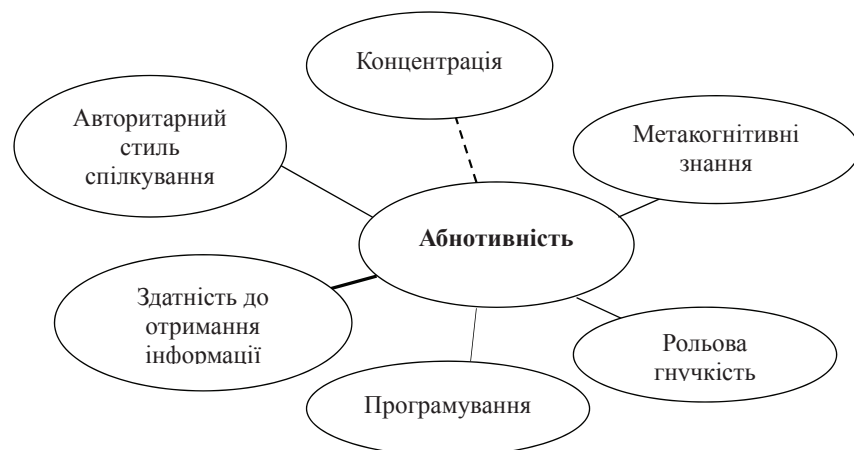 Концентрація
Авторитарний
стиль
спілкування
Метакогнітивні
знання
Абнотивність
Здатність до
отримання
інформації
Рольова
гнучкість
Програмування